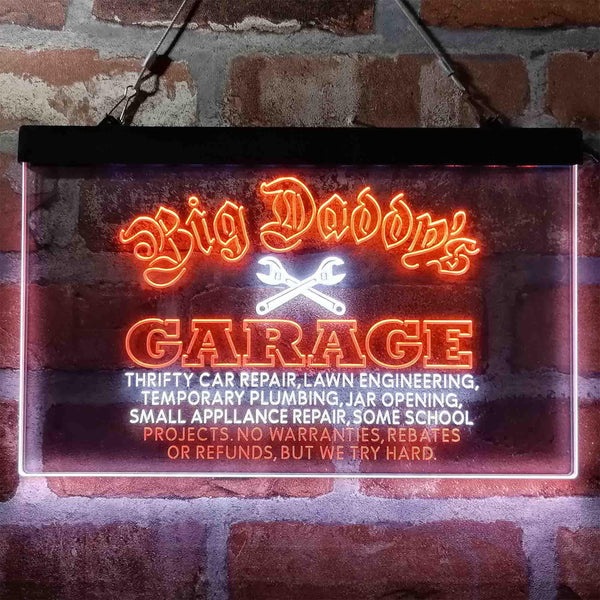 Big Daddy's
GARAGE
THRIFTY CAR REPAIR, LAWN ENGINEERING,
TEMPORARY PLUMBING, JAR OPENING,
SMALL APPLLANCE REPAIR, SOME SCHOOL
PROJECTS. NO WARRANTIES, REBATES
OR REFUNDS, BUT WE TRY HARD.